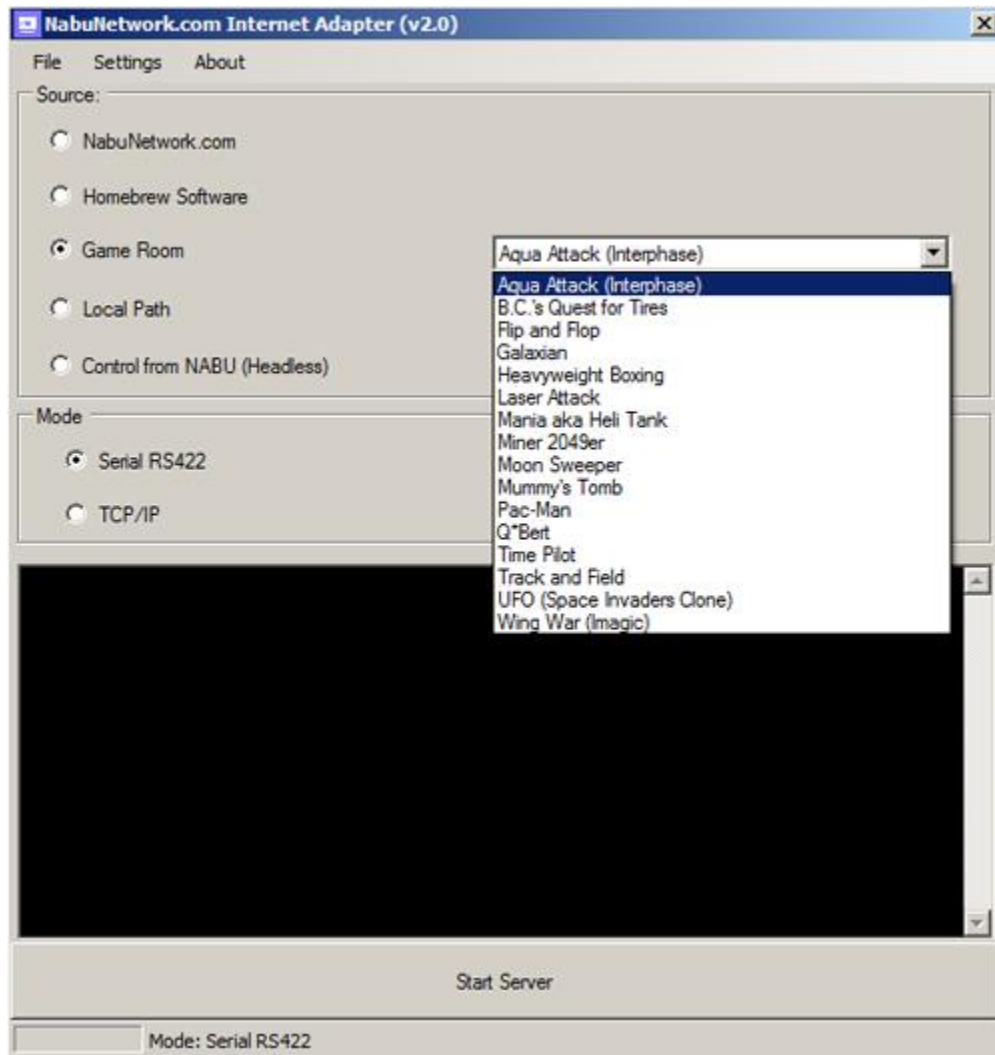 NabuNetwork.com Internet Adapter (v2.0)
File Settings About
Source:
NabuNetwork.com
Homebrew Software
Game Room
Aqua Attack (Interphase)
Aqua Attack (Interphase)
B.C.'s Quest for Tires
Flip and Flop
Galaxian
Heavyweight Boxing
Laser Attack
Mania aka Heli Tank
Miner 2049er
Moon Sweeper
Mummy's Tomb
Pac-Man
Q*Bert
Time Pilot
Track and Field
UFO (Space Invaders Clone)
Wing War (Imagic)
Local Path
Control from NABU (Headless)
Mode
Serial RS422
TCP/IP
Start Server
Mode: Serial RS422